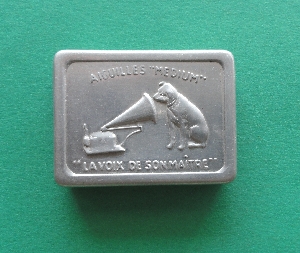 AIGUILLES "MEDIUM"
"LA VOIX DE SON MAÎTRE"